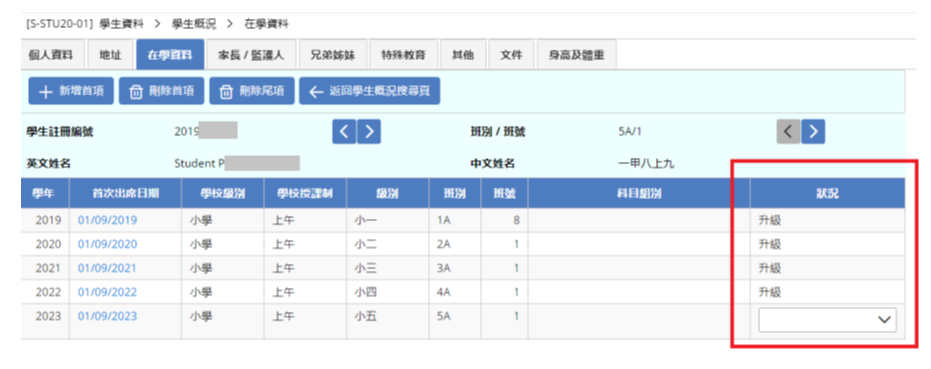 [S-STU20-01] 學生資料 > 學生概況 > 在學資料
個人資料 地址 在學資料 家長 / 監護人 兄弟姊妹 特殊教育 其他 文件 身高及體重
新增首項 刪除首項 刪除尾項 返回學生概況搜尋頁
學生註冊編號 2019 班別 / 班號 5A/1
英文姓名 Student P 中文姓名 一甲八上九
學年 首次出席日期 學校級別 學校授課制 級別 班別 班號 科目組別 狀況
2019 01/09/2019 小學 上午 小一 1A 8 升級
2020 01/09/2020 小學 上午 小二 2A 1 升級
2021 01/09/2021 小學 上午 小三 3A 1 升級
2022 01/09/2022 小學 上午 小四 4A 1 升級
2023 01/09/2023 小學 上午 小五 5A 1